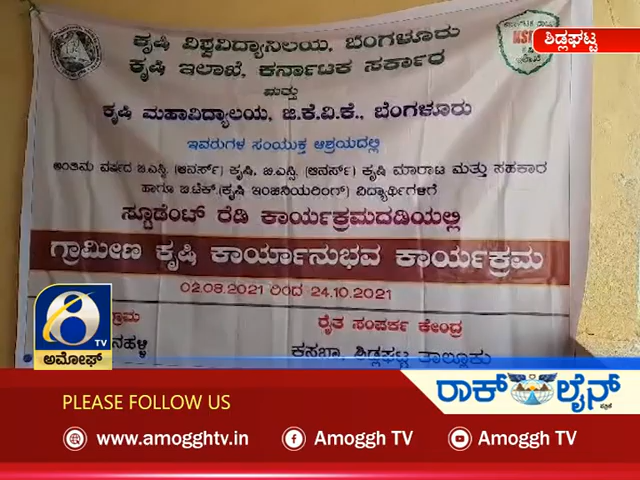 ಕೃಷಿ ವಿಶ್ವವಿದ್ಯಾನಿಲಯ, ಬೆಂಗಳೂರು
ಕೃಷಿ ಇಲಾಖೆ, ಕರ್ನಾಟಕ ಸರ್ಕಾರ
ಶಿಡ್ಲಘಟ್ಟ
ಮತ್ತು
ಕೃಷಿ ಮಹಾವಿದ್ಯಾಲಯ, ಜಿ.ಕೆ.ವಿ.ಕೆ., ಬೆಂಗಳೂರು
ಇವರುಗಳ ಸಂಯುಕ್ತ ಆಶ್ರಯದಲ್ಲಿ
ಅಂತಿಮ ವರ್ಷದ ಬಿ.ಎಸ್ಸಿ. (ಆನರ್ಸ್) ಕೃಷಿ, ಬಿ.ಎಸ್ಸಿ. (ಆನರ್ಸ್) ಕೃಷಿ ಮಾರಾಟ ಮತ್ತು ಸಹಕಾರ
ಹಾಗೂ ಬಿ.ಟೆಕ್.(ಕೃಷಿ ಇಂಜಿನಿಯರಿಂಗ್) ವಿದ್ಯಾರ್ಥಿಗಳಿಗೆ
ಸ್ಟೂಡೆಂಟ್ ರೆಡಿ ಕಾರ್ಯಕ್ರಮದಡಿಯಲ್ಲಿ
ಗ್ರಾಮೀಣ ಕೃಷಿ ಕಾರ್ಯಾನುಭವ ಕಾರ್ಯಕ್ರಮ
02.08.2021 ರಿಂದ 24.10.2021
ರೈತ ಸಂಪರ್ಕ ಕೇಂದ್ರ
ಕಸಬಾ, ಶಿಡ್ಲಘಟ್ಟ ತಾಲ್ಲೂಕು
TV
ಅಮೋಘ್
ರಾಕ್ ಲೈನ್
PLEASE FOLLOW US
www.amogghtv.in
Amoggh TV
Amoggh TV